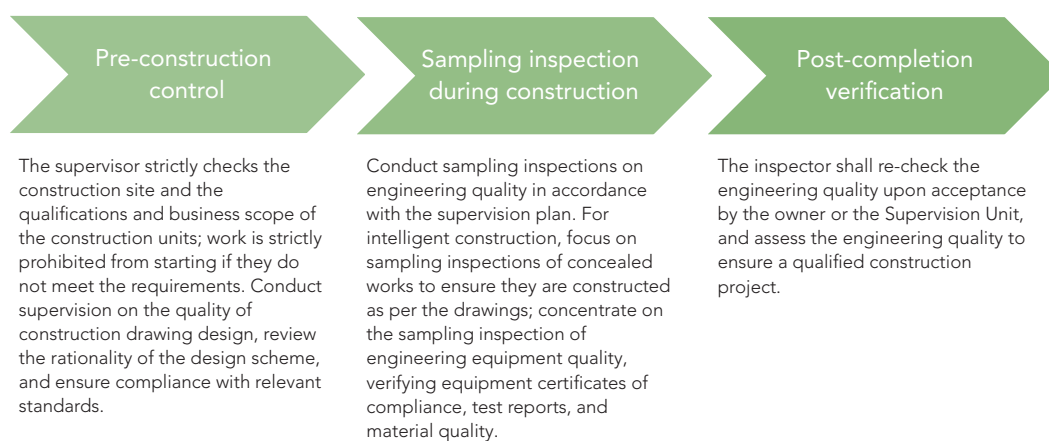 Pre-construction
control
Sampling inspection
during construction
Post-completion
verification
The supervisor strictly checks the
construction site and the
qualifications and business scope of
the construction units; work is strictly
prohibited from starting if they do
not meet the requirements. Conduct
supervision on the quality of
construction drawing design, review
the rationality of the design scheme,
and ensure compliance with relevant
standards.
Conduct sampling inspections on
engineering quality in accordance
with the supervision plan. For
intelligent construction, focus on
sampling inspections of concealed
works to ensure they are constructed
as per the drawings; concentrate on
the sampling inspection of
engineering equipment quality,
verifying equipment certificates of
compliance, test reports, and
material quality.
The inspector shall re-check the
engineering quality upon acceptance
by the owner or the Supervision Unit,
and assess the engineering quality to
ensure a qualified construction
project.